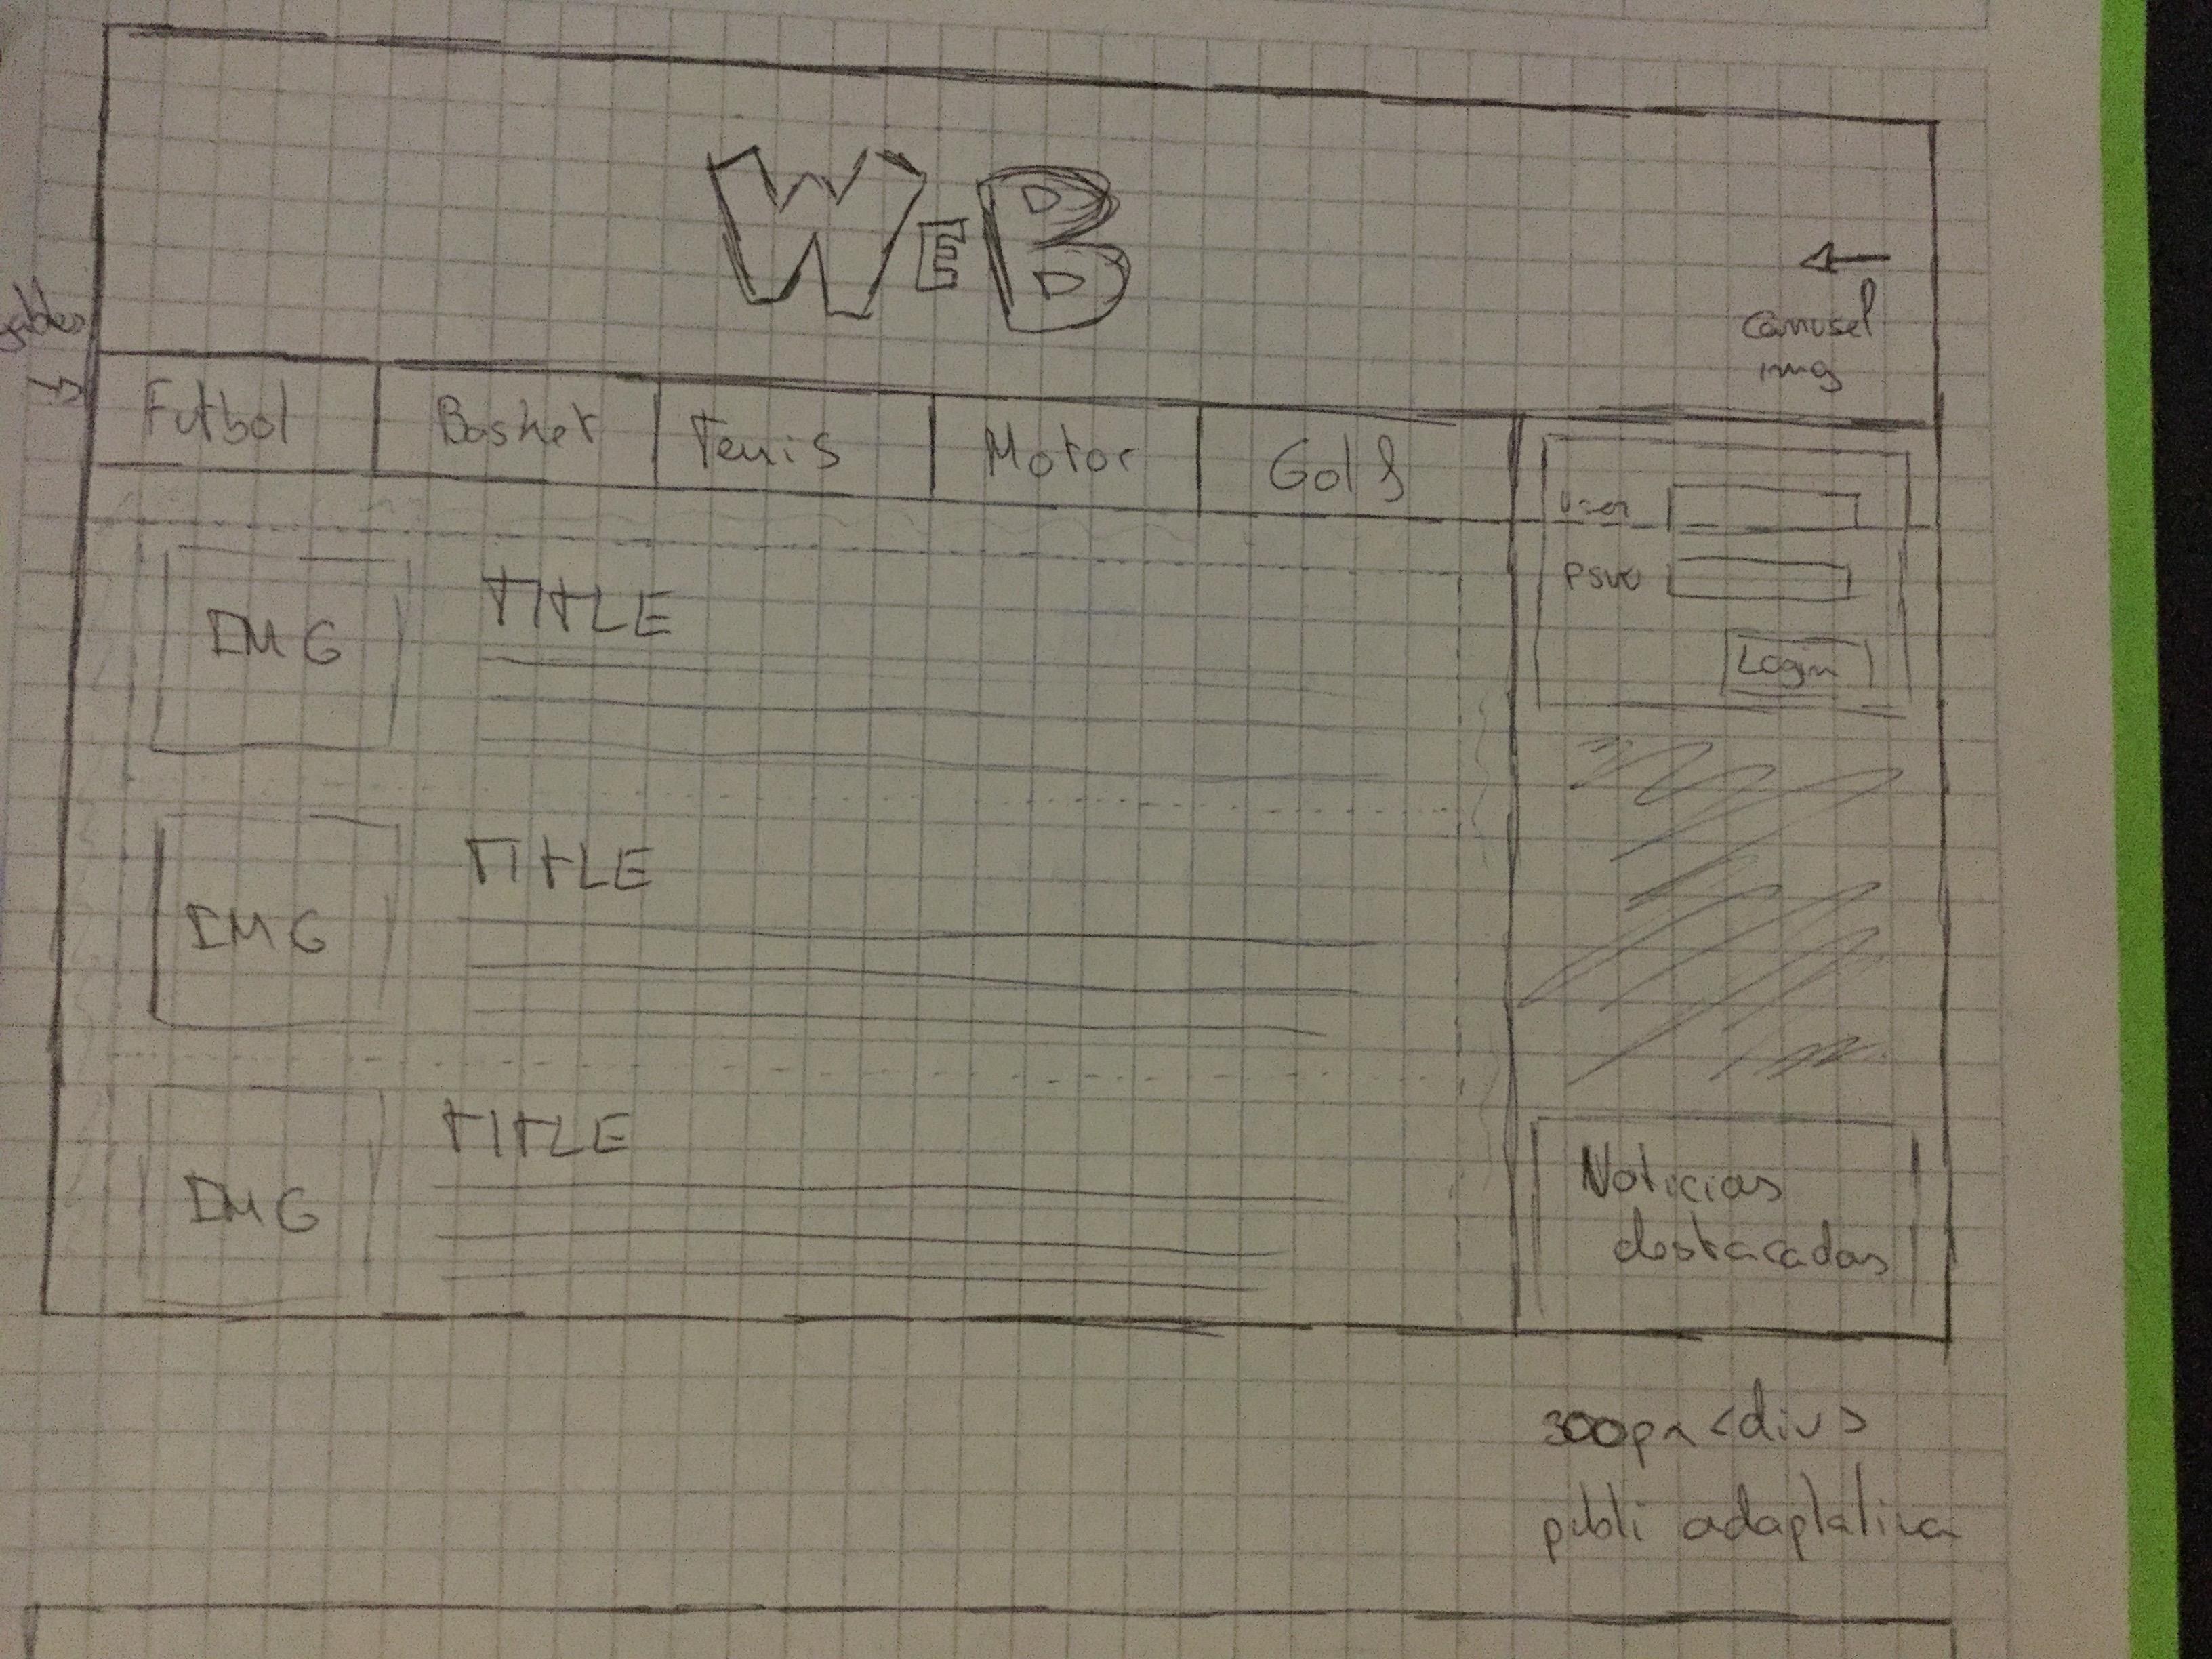 WEB
Carrusel
img
Futbol
Basket
Tenis
Motor
Golf
User
Pswd
Login
IMG
TITLE
IMG
TITLE
IMG
TITLE
Noticias
destacadas
300px <div>
publi adaptativa